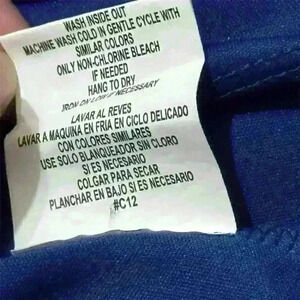 WASH INSIDE OUT
MACHINE WASH COLD IN GENTLE CYCLE WITH
SIMILAR COLORS
ONLY NON-CHLORINE BLEACH
IF NEEDED
HANG TO DRY
IRON ON LOW IF NECESSARY
LAVAR AL REVES
LAVAR A MAQUINA EN FRIA EN CICLO DELICADO
CON COLORES SIMILARES
USE SOLO BLANQUEADOR SIN CLORO
SI ES NECESARIO
COLGAR PARA SECAR
PLANCHAR EN BAJO SI ES NECESARIO
#C12